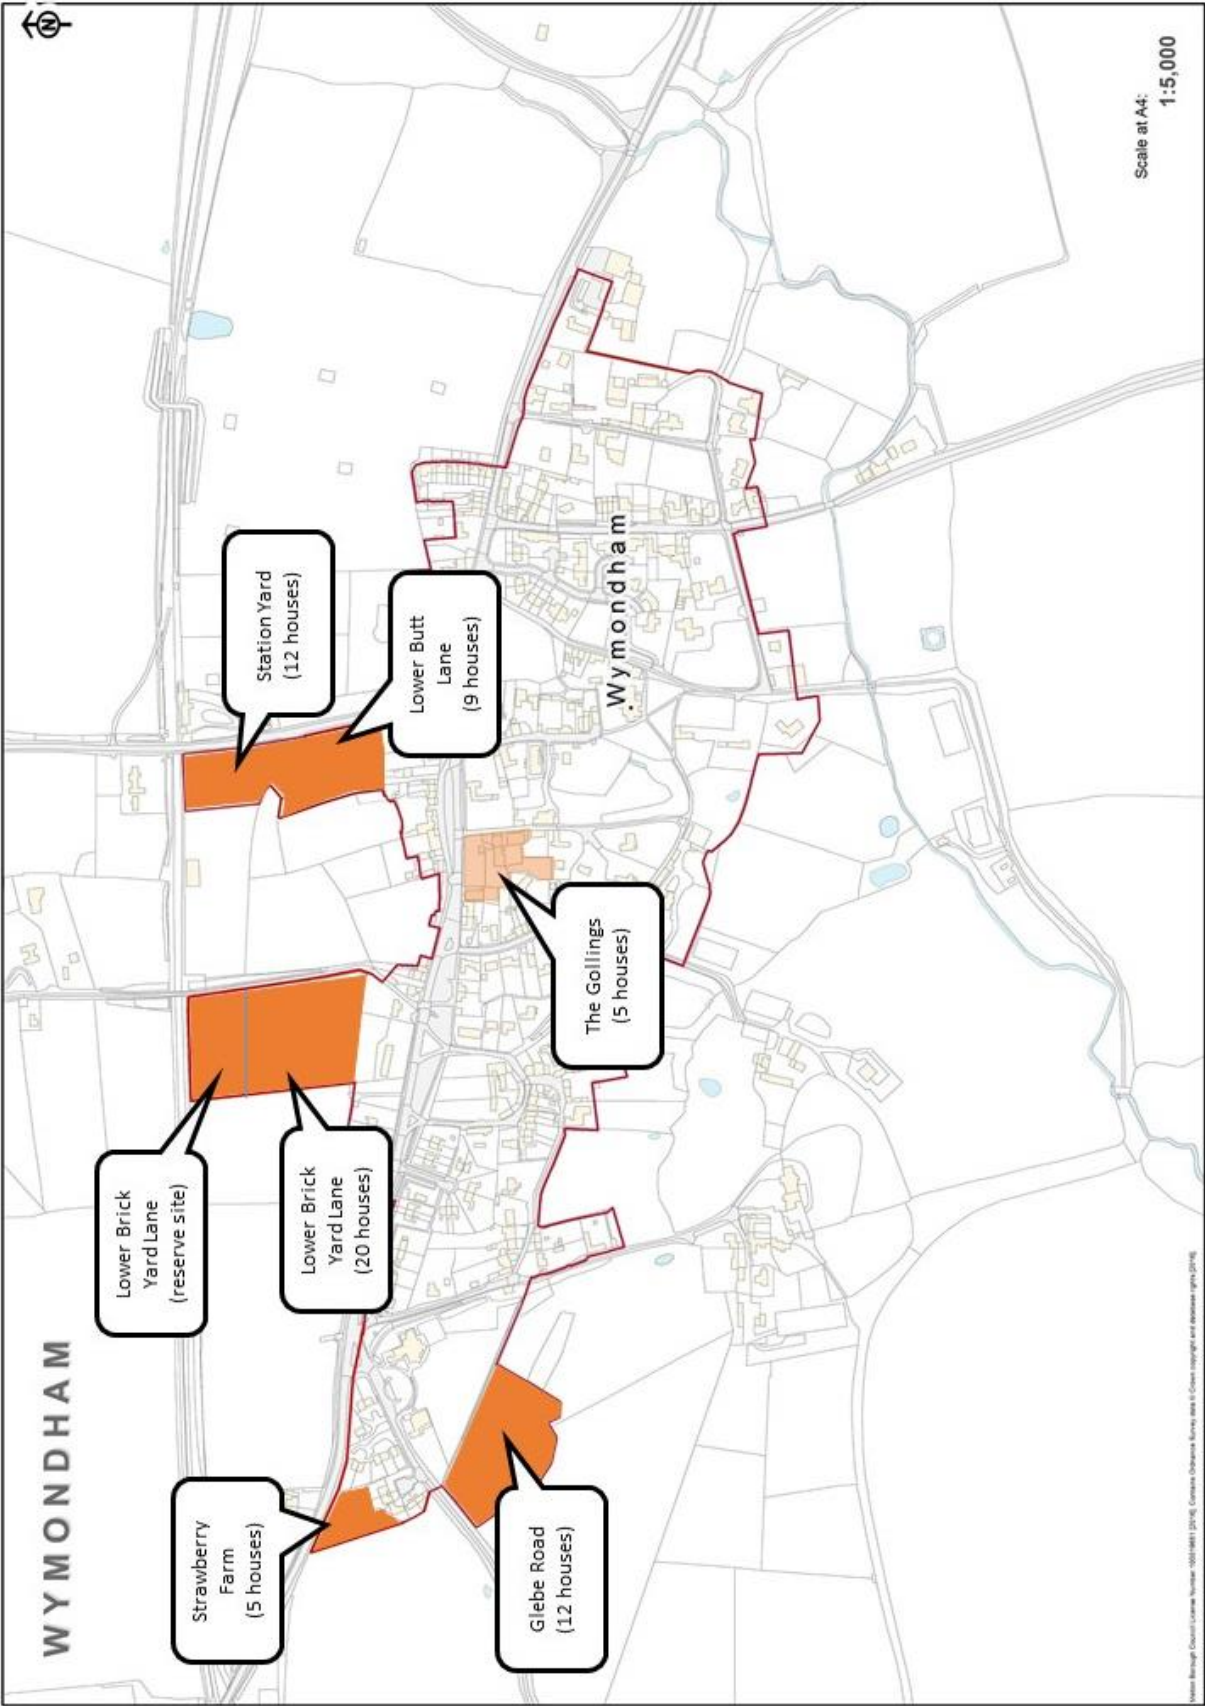 WYMONDHAM
N
Strawberry
Farm
(5 houses)
Lower Brick
Yard Lane
(reserve site)
Lower Brick
Yard Lane
(20 houses)
Station Yard
(12 houses)
Lower Butt
Lane
(9 houses)
Glebe Road
(12 houses)
The Gollings
(5 houses)
Wymondham
Scale at A4:
1:5,000